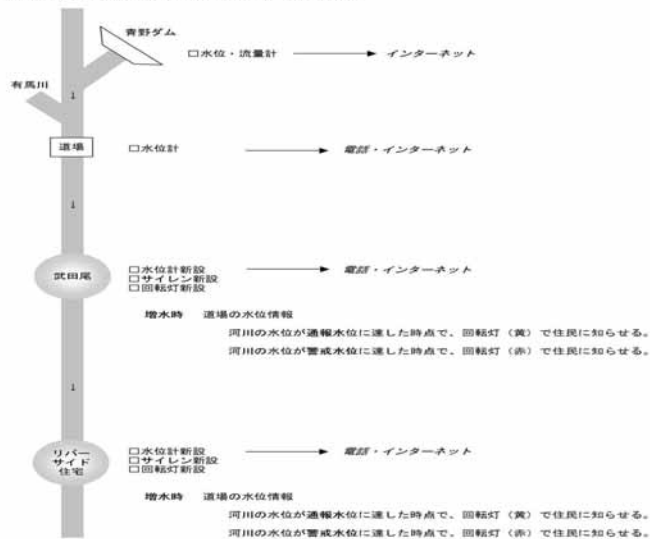 青野ダム
□水位・流量計 インターネット
有馬川
道場
□水位計 電話・インターネット
武田尾
□水位計新設 電話・インターネット
□サイレン新設
□回転灯新設
増水時 道場の水位情報
河川の水位が通報水位に達した時点で、回転灯（黄）で住民に知らせる。
河川の水位が警戒水位に達した時点で、回転灯（赤）で住民に知らせる。
リバー
サイド
住宅
□水位計新設 電話・インターネット
□サイレン新設
□回転灯新設
増水時 道場の水位情報
河川の水位が通報水位に達した時点で、回転灯（黄）で住民に知らせる。
河川の水位が警戒水位に達した時点で、回転灯（赤）で住民に知らせる。